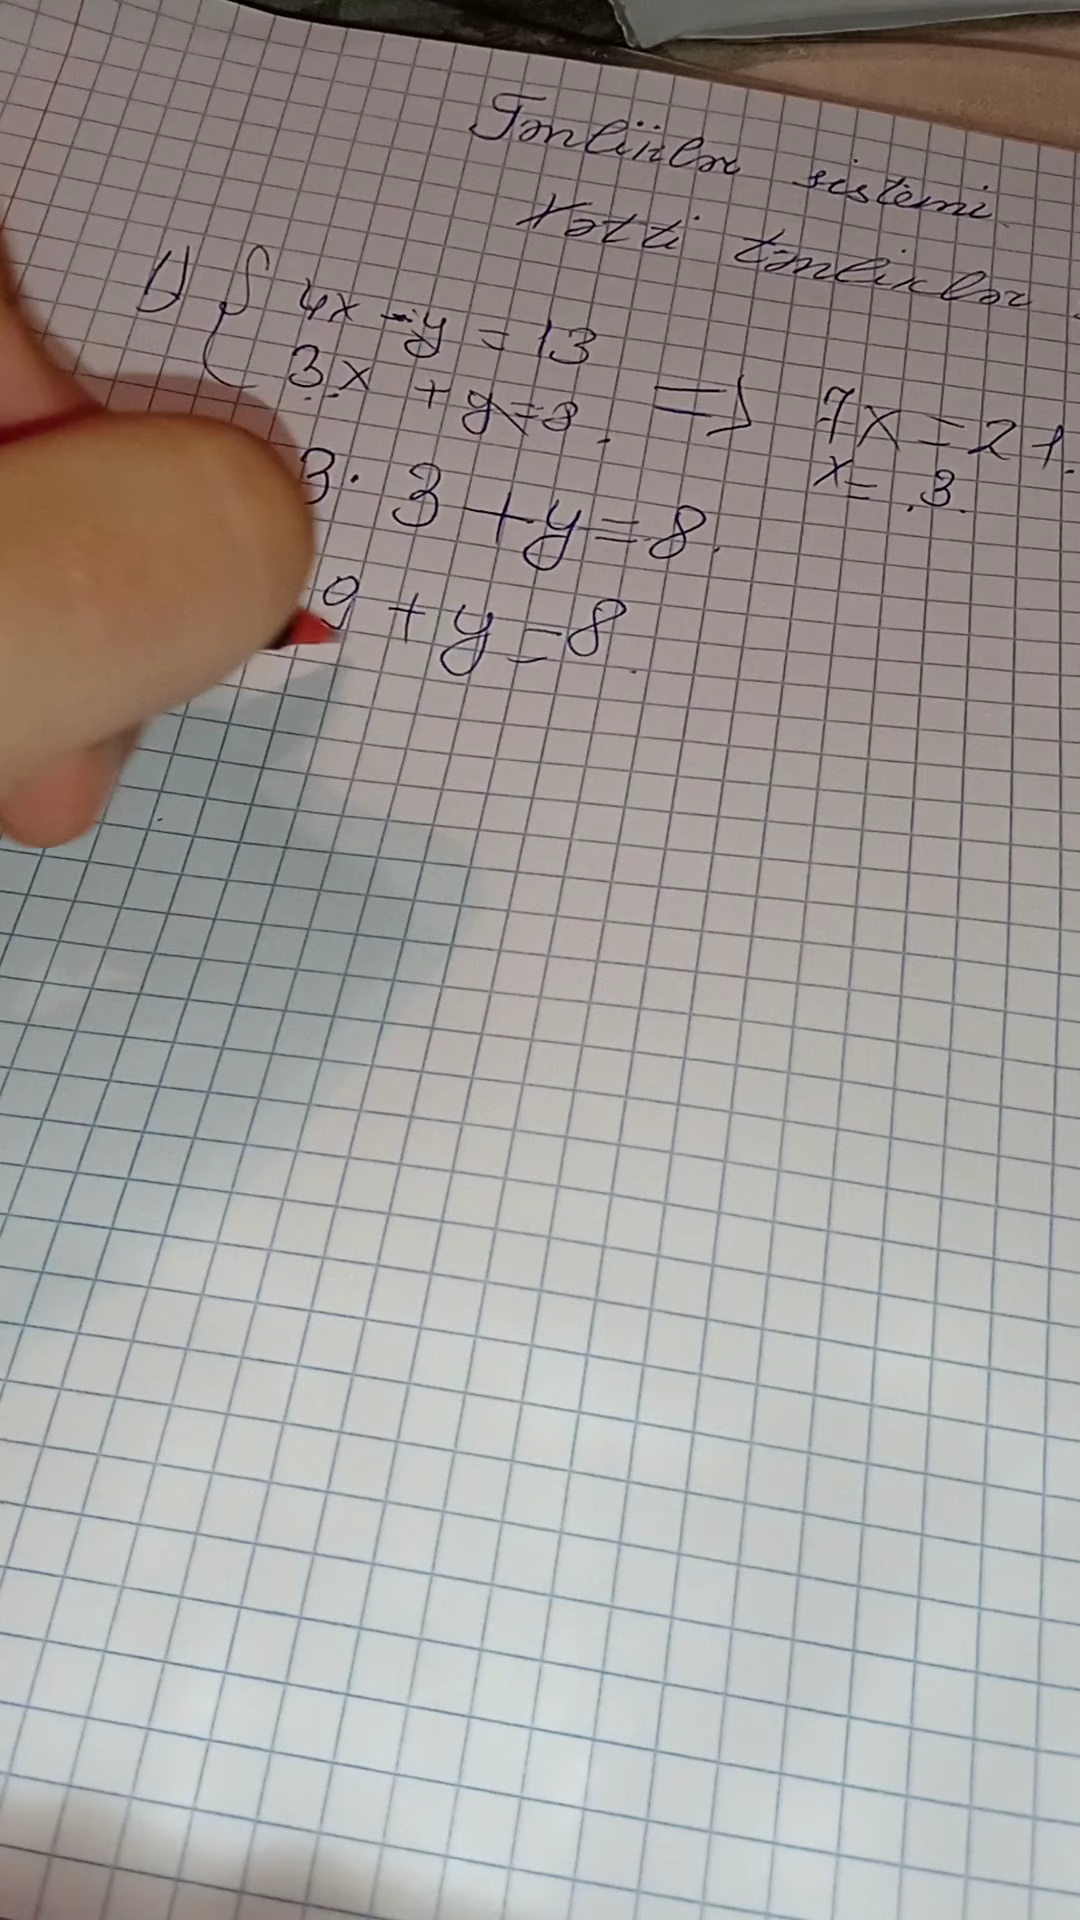 Tənliklər sistemi
Xətti tənliklər
1) { 4x - y = 13
3x + y = 8. => 7x = 21.
x = 3.
3 · 3 + y = 8.
9 + y = 8.